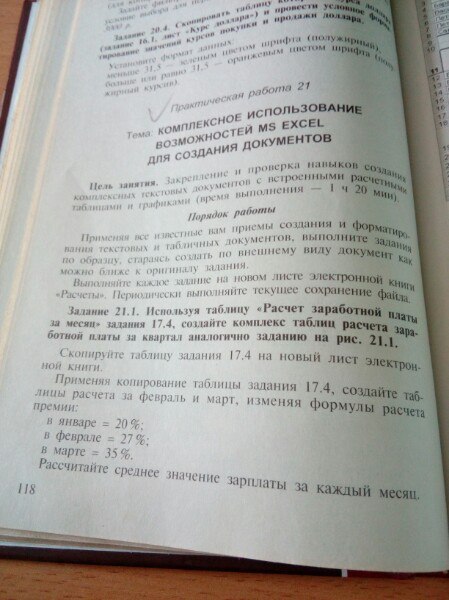 условие выбора для
Задание 20.4. Скопировать таблицу
(задание 16.1, лист «Курс доллара») и провести условное форма-
тирование значений курсов покупки и продажи доллара.
Установите формат данных:
меньше 31,5 — зеленым цветом шрифта (полужирный),
больше или равно 31,5 — оранжевым цветом шрифта
жирный курсив).
Практическая работа 21
Тема: КОМПЛЕКСНОЕ ИСПОЛЬЗОВАНИЕ
ВОЗМОЖНОСТЕЙ MS EXCEL
ДЛЯ СОЗДАНИЯ ДОКУМЕНТОВ
Цель занятия. Закрепление и проверка навыков создания
комплексных текстовых документов с встроенными расчетными
таблицами и графиками (время выполнения — 1 ч 20 мин).
Порядок работы
Применяя все известные вам приемы создания и форматиро-
вания текстовых и табличных документов, выполните задания
по образцу, стараясь создать по внешнему виду документ как
можно ближе к оригиналу задания.
Выполняйте каждое задание на новом листе электронной книги
«Расчеты». Периодически выполняйте текущее сохранение файла.
Задание 21.1. Используя таблицу «Расчет заработной платы
за месяц» задания 17.4, создайте комплекс таблиц расчета зара-
ботной платы за квартал аналогично заданию на рис. 21.1.
Скопируйте таблицу задания 17.4 на новый лист электрон-
ной книги.
Применяя копирование таблицы задания 17.4, создайте таб-
лицы расчета за февраль и март, изменяя формулы расчета
премии:
в январе = 20 %;
в феврале = 27 %;
в марте = 35 %.
Рассчитайте среднее значение зарплаты за каждый месяц.
118